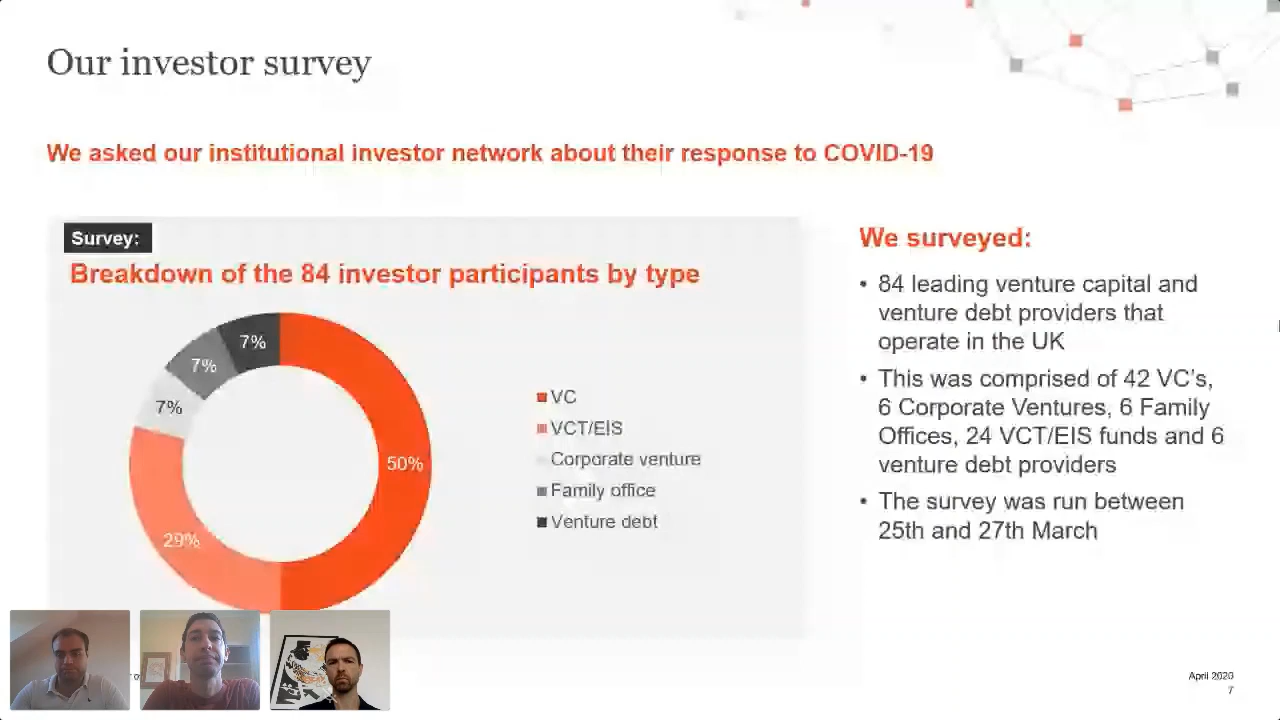 Our investor survey
We asked our institutional investor network about their response to COVID-19
Survey:
Breakdown of the 84 investor participants by type
7%
7%
7%
50%
29%
VC
VCT/EIS
Corporate venture
Family office
Venture debt
We surveyed:
• 84 leading venture capital and
venture debt providers that
operate in the UK
• This was comprised of 42 VC's,
6 Corporate Ventures, 6 Family
Offices, 24 VCT/EIS funds and 6
venture debt providers
• The survey was run between
25th and 27th March
April 2020
7